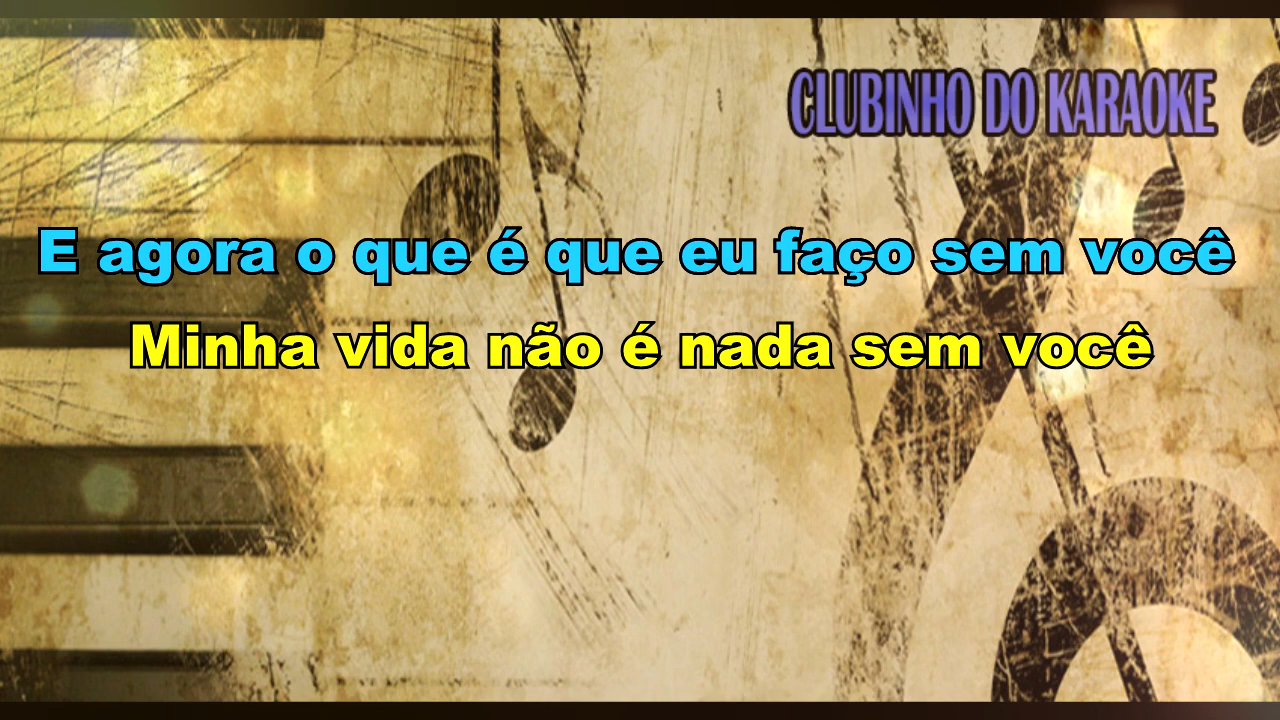 CLUBINHO DO KARAOKE
E agora o que é que eu faço sem você
Minha vida não é nada sem você